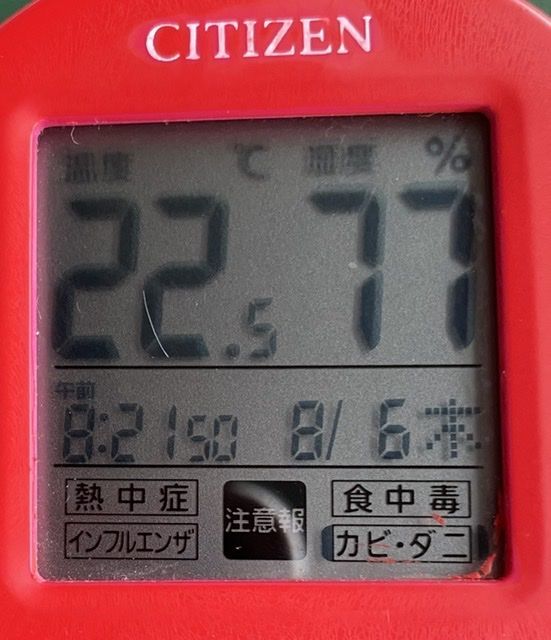 CITIZEN
温度 ℃ 湿度 %
22.5 77
午前
8:21 50 8/ 6 木
熱中症 注意報 食中毒
インフルエンザ カビ・ダニ